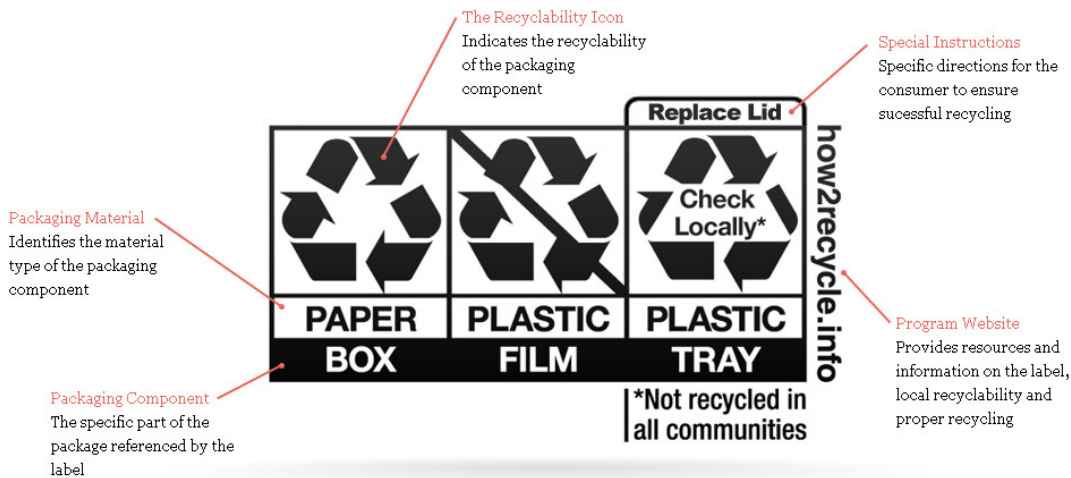 The Recyclability Icon
Indicates the recyclability
of the packaging
component
Special Instructions
Specific directions for the
consumer to ensure
sucessful recycling
Packaging Material
Identifies the material
type of the packaging
component
Packaging Component
The specific part of the
package referenced by the
label
Replace Lid
Check
Locally*
PAPER
PLASTIC
PLASTIC
BOX
FILM
TRAY
*Not recycled in
all communities
how2recycle.info
Program Website
Provides resources and
information on the label,
local recyclability and
proper recycling